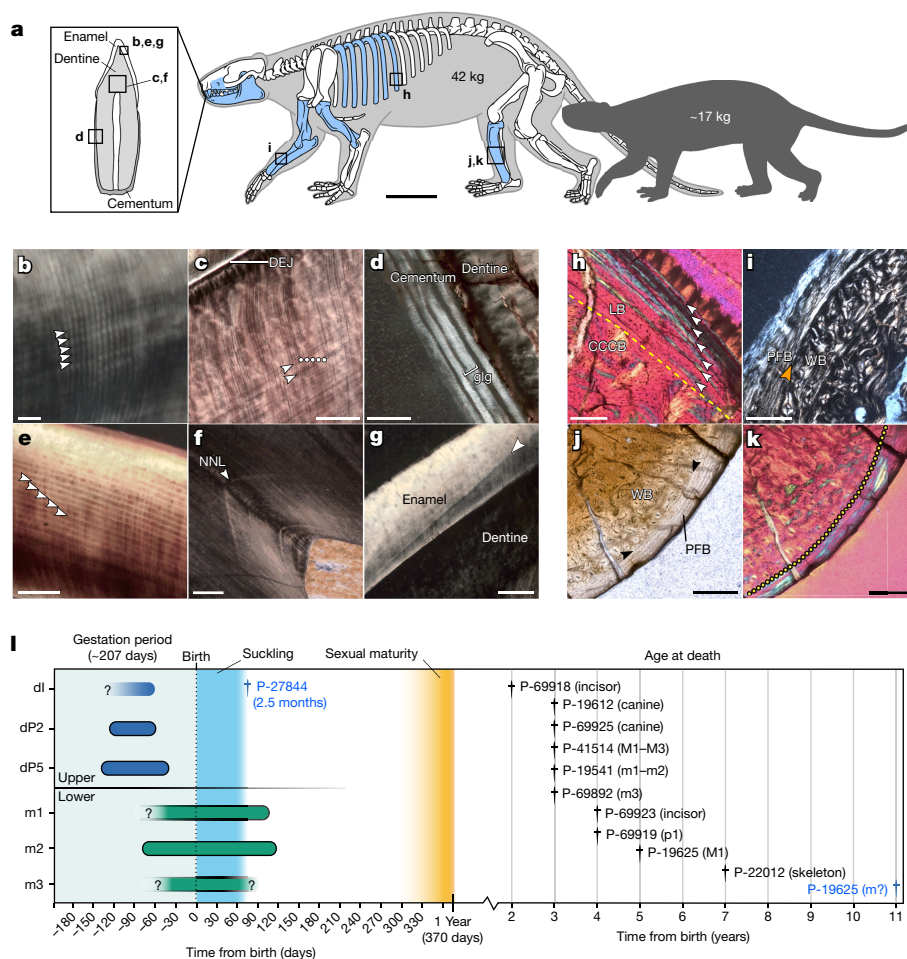 a
Enamel
Dentine
b,e,g
c,f
d
Cementum
42 kg
~17 kg
h
i
j,k
b
c
DEJ
d
Cementum
Dentine
glg
h
LB
CCCB
i
PFB
WB
e
f
NNL
g
Enamel
Dentine
j
WB
PFB
k
l
Gestation period
(~207 days)
Birth
Suckling
Sexual maturity
Age at death
dI
dP2
dP5
Upper
Lower
m1
m2
m3
?
?
?
?
P-27844
(2.5 months)
P-69918 (incisor)
P-19612 (canine)
P-69925 (canine)
P-41514 (M1–M3)
P-19541 (m1–m2)
P-69892 (m3)
P-69923 (incisor)
P-69919 (p1)
P-19625 (M1)
P-22012 (skeleton)
P-19625 (m?)
–180 –150 –120 –90 –60 –30 0 30 60 90 120 150 180 210 240 270 300 330 1 Year
(370 days)
2 3 4 5 6 7 8 9 10 11
Time from birth (days)
Time from birth (years)